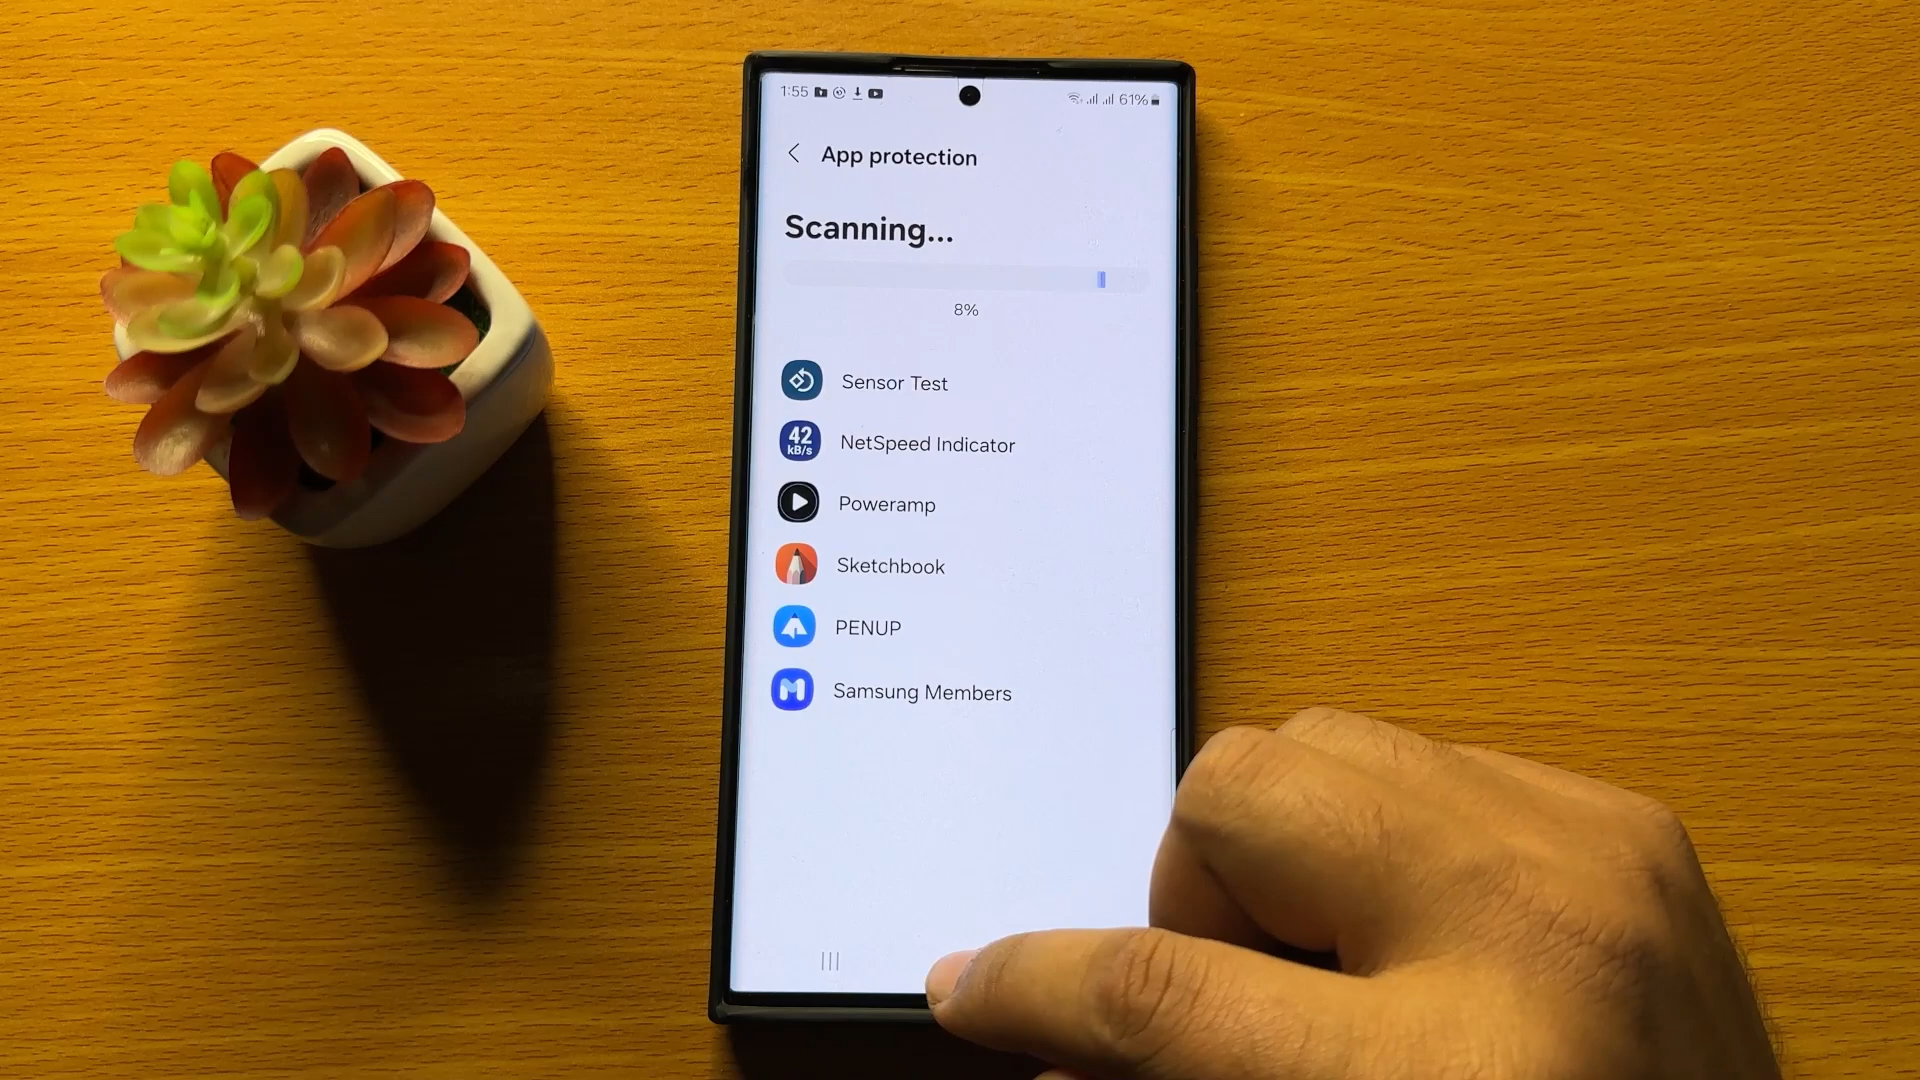 1:55 61%
App protection
Scanning...
8%
Sensor Test
42
kB/s
NetSpeed Indicator
Poweramp
Sketchbook
PENUP
Samsung Members